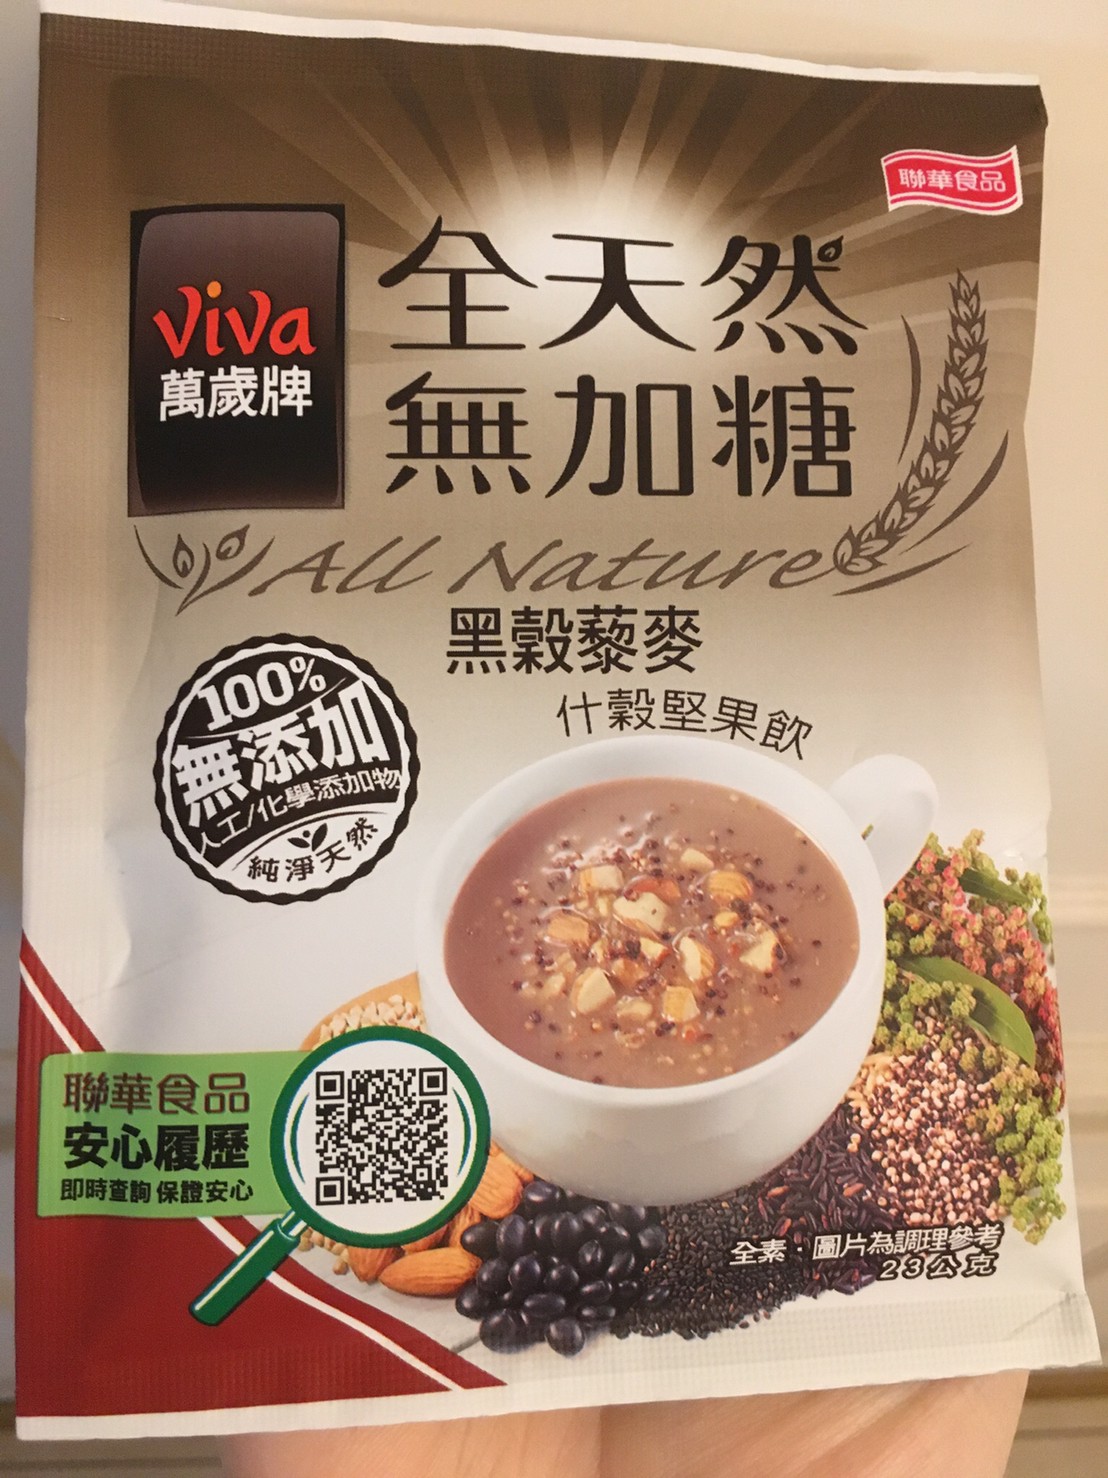 聯華食品
viva
萬歲牌
全天然
無加糖
All Nature
黑穀藜麥
什穀堅果飲
100%
無添加
人工/化學添加物
純淨天然
聯華食品
安心履歷
即時查詢 保證安心
全素·圖片為調理參考
23公克